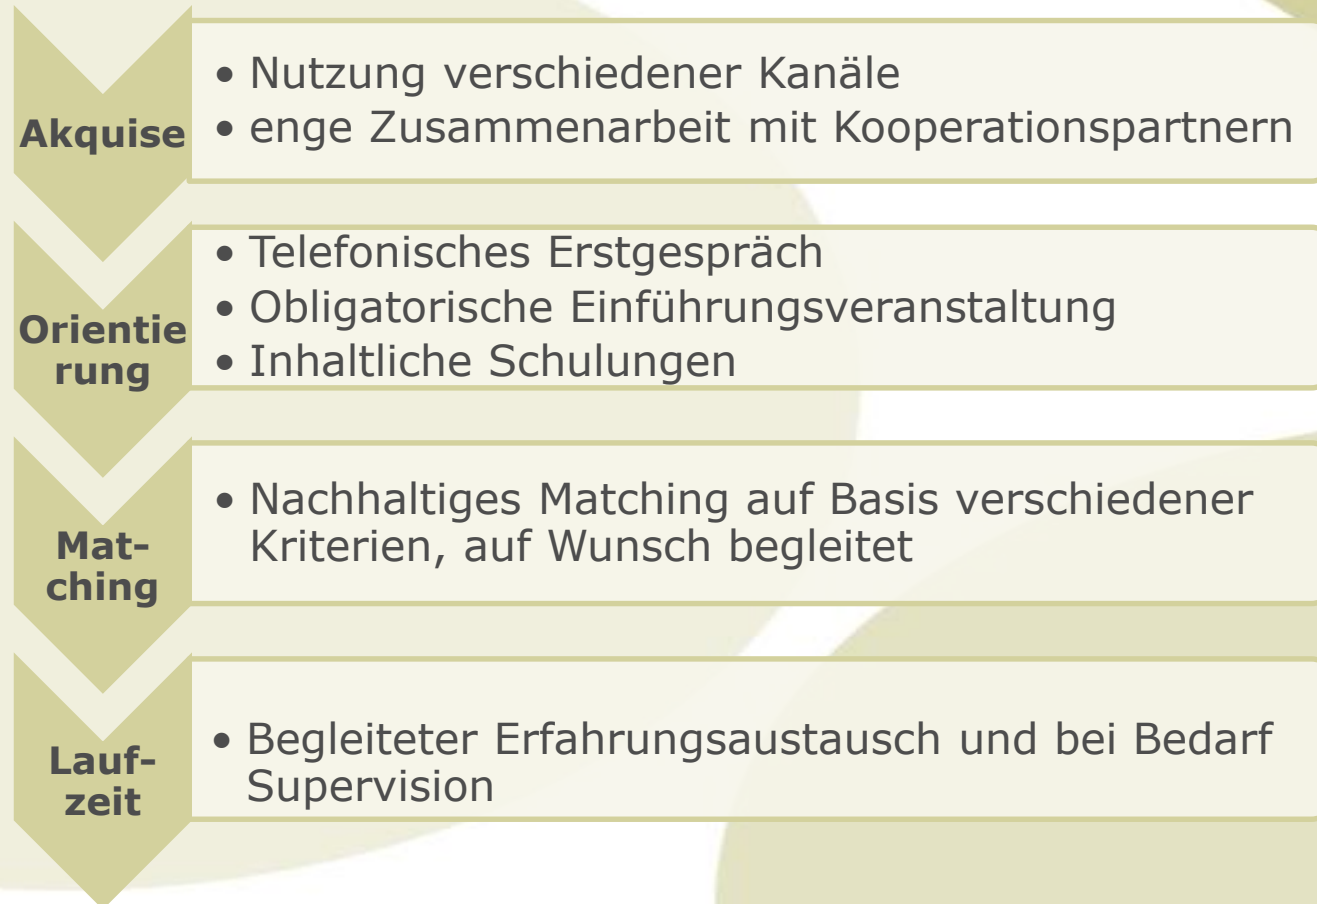 Akquise
• Nutzung verschiedener Kanäle
• enge Zusammenarbeit mit Kooperationspartnern
Orientie
rung
• Telefonisches Erstgespräch
• Obligatorische Einführungsveranstaltung
• Inhaltliche Schulungen
Mat-
ching
• Nachhaltiges Matching auf Basis verschiedener
Kriterien, auf Wunsch begleitet
Lauf-
zeit
• Begleiteter Erfahrungsaustausch und bei Bedarf
Supervision